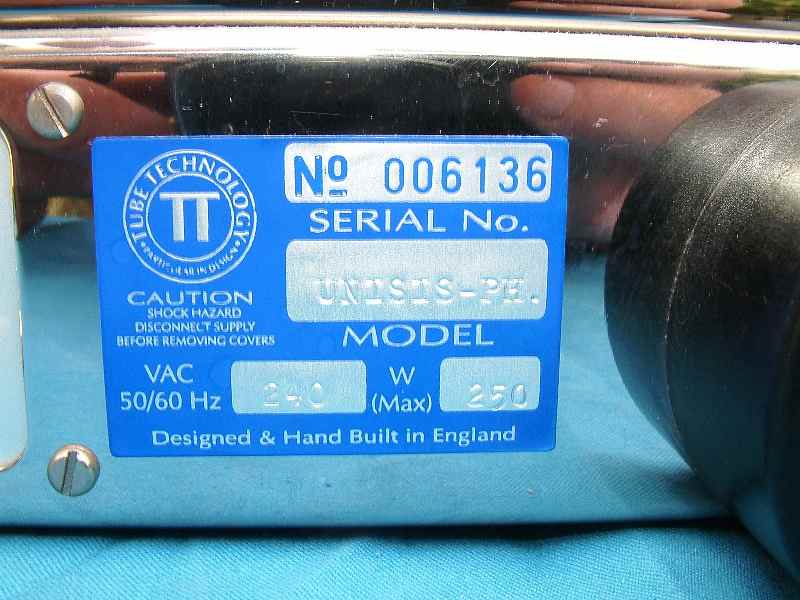 TUBE TECHNOLOGY
TT
No 006136
SERIAL No.
UNISIS-PH.
MODEL
CAUTION
SHOCK HAZARD
DISCONNECT SUPPLY
BEFORE REMOVING COVERS
VAC
50/60 Hz
240
W
(Max)
250
Designed & Hand Built in England